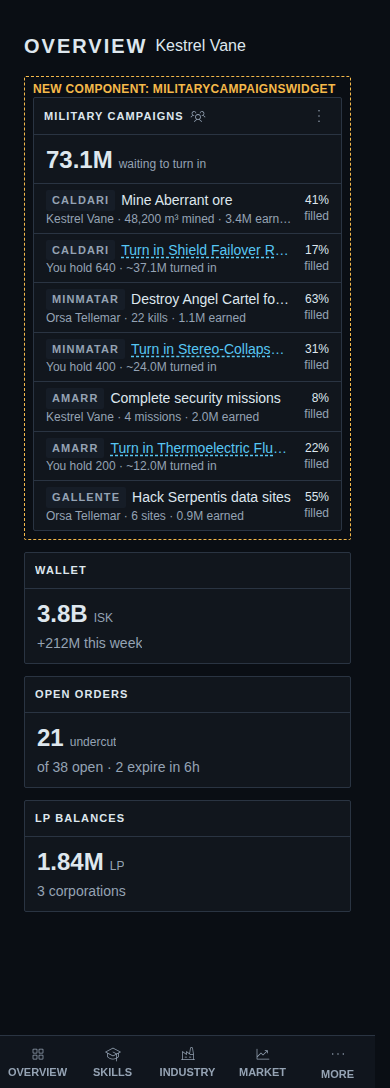 OVERVIEW Kestrel Vane
NEW COMPONENT: MILITARYCAMPAIGNSWIDGET
MILITARY CAMPAIGNS
73.1M waiting to turn in
CALDARI Mine Aberrant ore 41%
Kestrel Vane · 48,200 m³ mined · 3.4M earn… filled
CALDARI Turn in Shield Failover R… 17%
You hold 640 · ~37.1M turned in filled
MINMATAR Destroy Angel Cartel fo… 63%
Orsa Tellemar · 22 kills · 1.1M earned filled
MINMATAR Turn in Stereo-Collaps… 31%
You hold 400 · ~24.0M turned in filled
AMARR Complete security missions 8%
Kestrel Vane · 4 missions · 2.0M earned filled
AMARR Turn in Thermoelectric Flu… 22%
You hold 200 · ~12.0M turned in filled
GALLENTE Hack Serpentis data sites 55%
Orsa Tellemar · 6 sites · 0.9M earned filled
WALLET
3.8B ISK
+212M this week
OPEN ORDERS
21 undercut
of 38 open · 2 expire in 6h
LP BALANCES
1.84M LP
3 corporations
OVERVIEW SKILLS INDUSTRY MARKET MORE